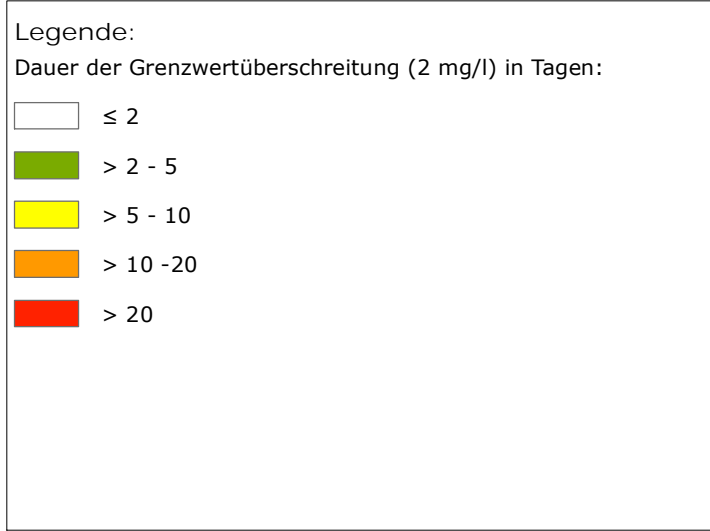 Legende:
Dauer der Grenzwertüberschreitung (2 mg/l) in Tagen:
≤ 2
> 2 - 5
> 5 - 10
> 10 -20
> 20